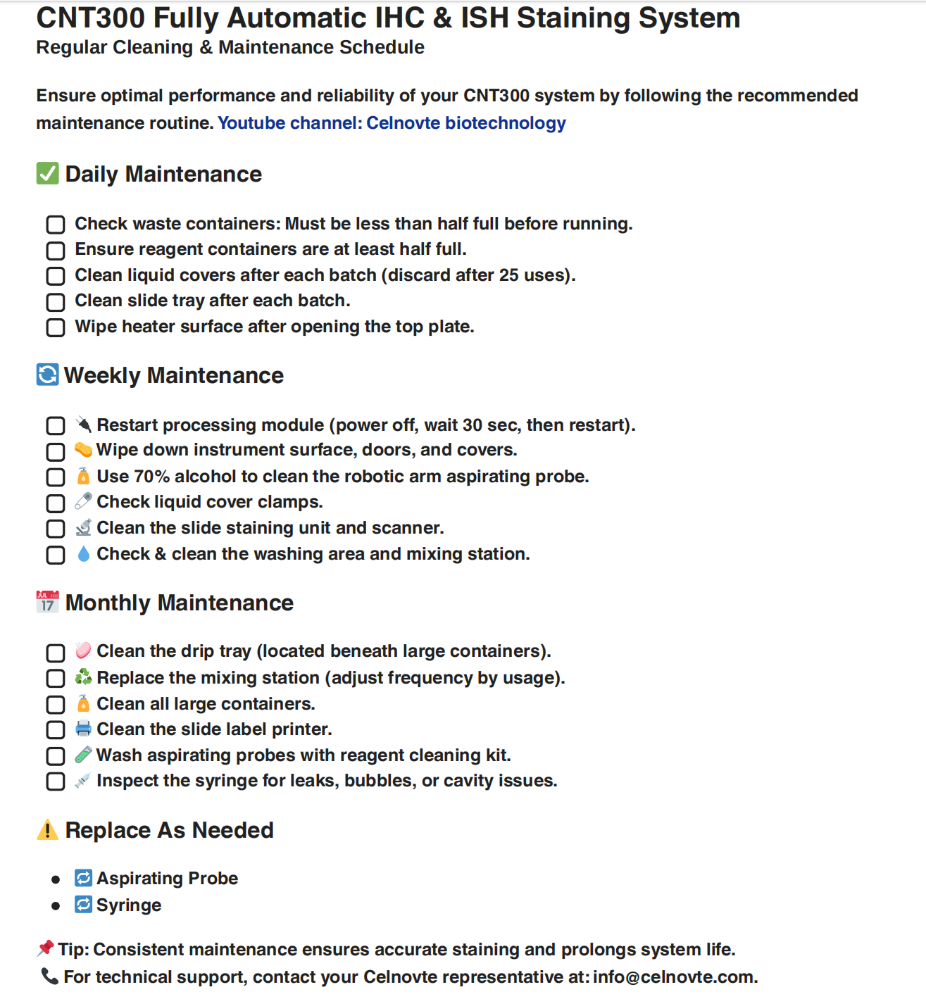 CNT300 Fully Automatic IHC & ISH Staining System
Regular Cleaning & Maintenance Schedule
Ensure optimal performance and reliability of your CNT300 system by following the recommended
maintenance routine. Youtube channel: Celnovte biotechnology
✅ Daily Maintenance
Check waste containers: Must be less than half full before running.
Ensure reagent containers are at least half full.
Clean liquid covers after each batch (discard after 25 uses).
Clean slide tray after each batch.
Wipe heater surface after opening the top plate.
🔄 Weekly Maintenance
🔌 Restart processing module (power off, wait 30 sec, then restart).
🧽 Wipe down instrument surface, doors, and covers.
🧴 Use 70% alcohol to clean the robotic arm aspirating probe.
🧷 Check liquid cover clamps.
🔬 Clean the slide staining unit and scanner.
💧 Check & clean the washing area and mixing station.
📅 Monthly Maintenance
🧼 Clean the drip tray (located beneath large containers).
♻️ Replace the mixing station (adjust frequency by usage).
🧴 Clean all large containers.
🖨️ Clean the slide label printer.
🧪 Wash aspirating probes with reagent cleaning kit.
💉 Inspect the syringe for leaks, bubbles, or cavity issues.
⚠️ Replace As Needed
● 🔁 Aspirating Probe
● 🔁 Syringe
📌 Tip: Consistent maintenance ensures accurate staining and prolongs system life.
📞 For technical support, contact your Celnovte representative at: info@celnovte.com.